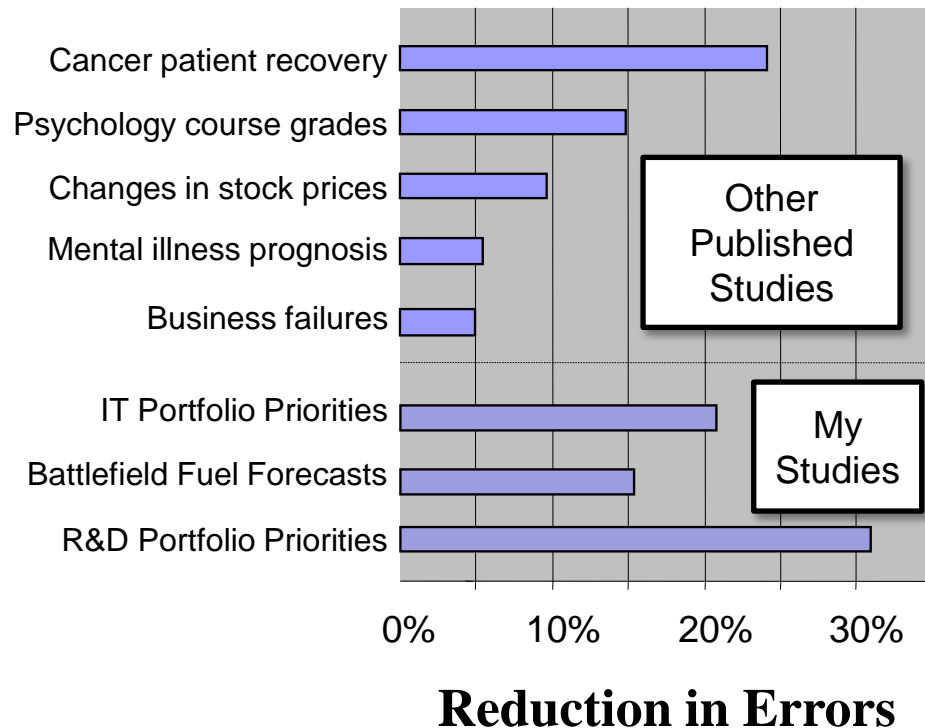 Cancer patient recovery
Psychology course grades
Changes in stock prices
Mental illness prognosis
Business failures
Other
Published
Studies
IT Portfolio Priorities
Battlefield Fuel Forecasts
R&D Portfolio Priorities
My
Studies
0% 10% 20% 30%
Reduction in Errors